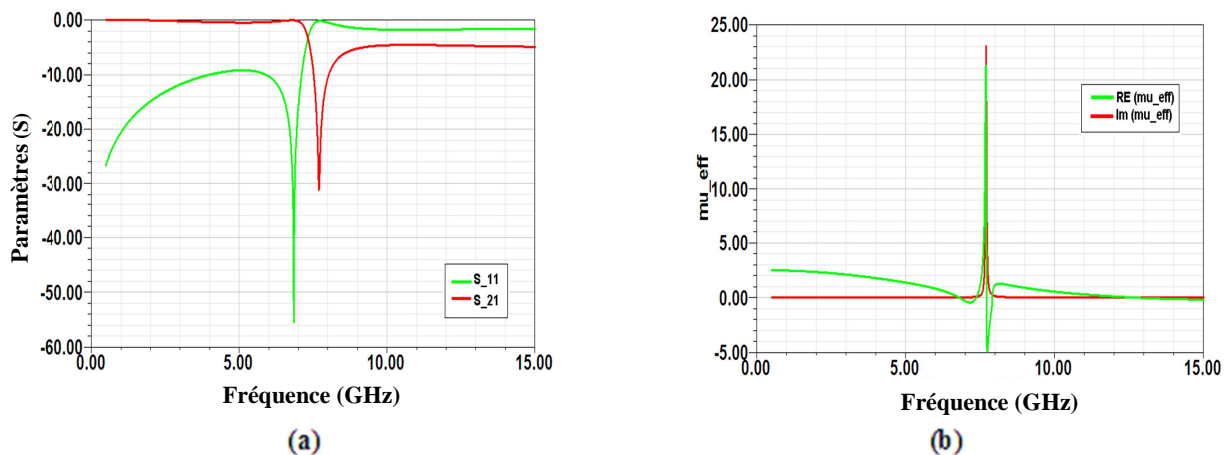 0.00
-10.00
-20.00
-30.00
-40.00
-50.00
-60.00
Paramètres (S)
S_11
S_21
0.00 5.00 10.00 15.00
Fréquence (GHz)
(a)
25.00
20.00
15.00
10.00
5.00
0.00
-5.00
mu_eff
RE (mu_eff)
Im (mu_eff)
0.00 5.00 10.00 15.00
Fréquence (GHz)
(b)